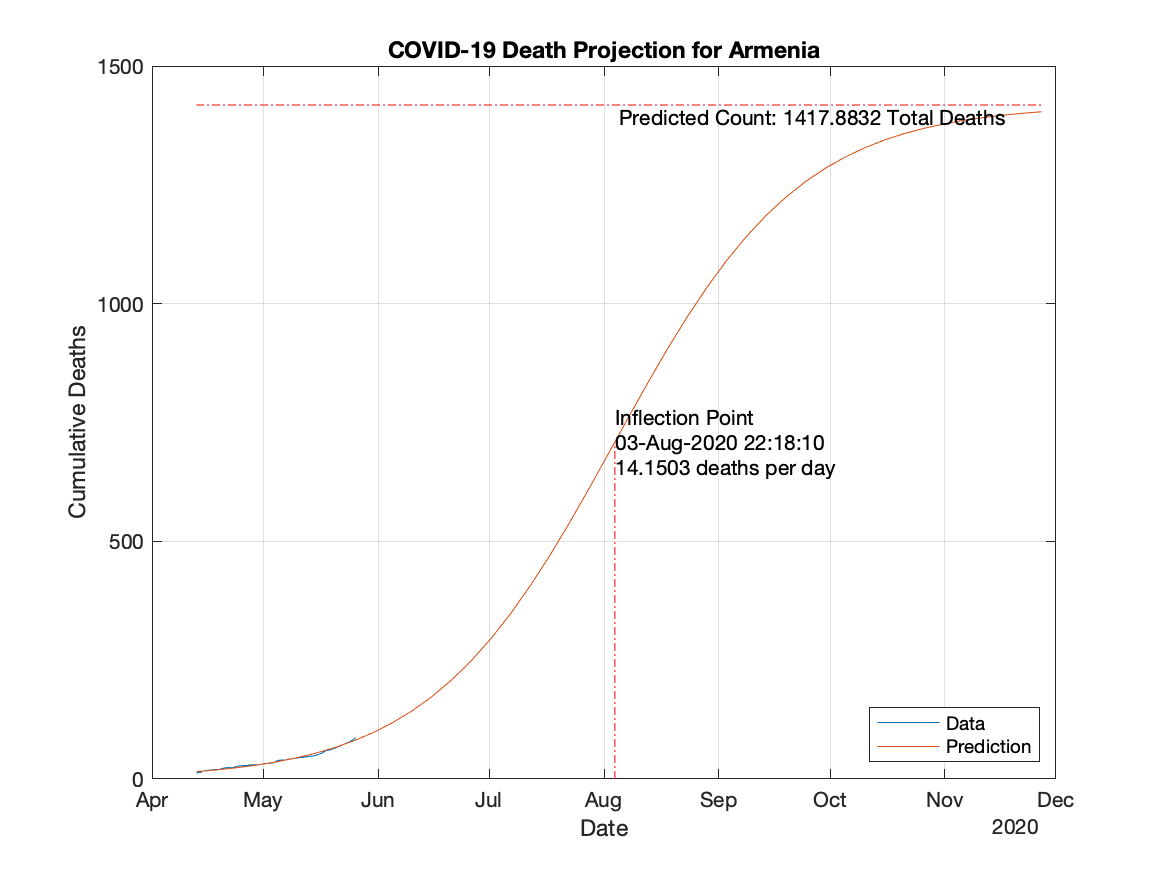 COVID-19 Death Projection for Armenia
1500
Predicted Count: 1417.8832 Total Deaths
1000
Cumulative Deaths
Inflection Point
03-Aug-2020 22:18:10
14.1503 deaths per day
500
Data
Prediction
0
Apr May Jun Jul Aug Sep Oct Nov Dec
Date
2020